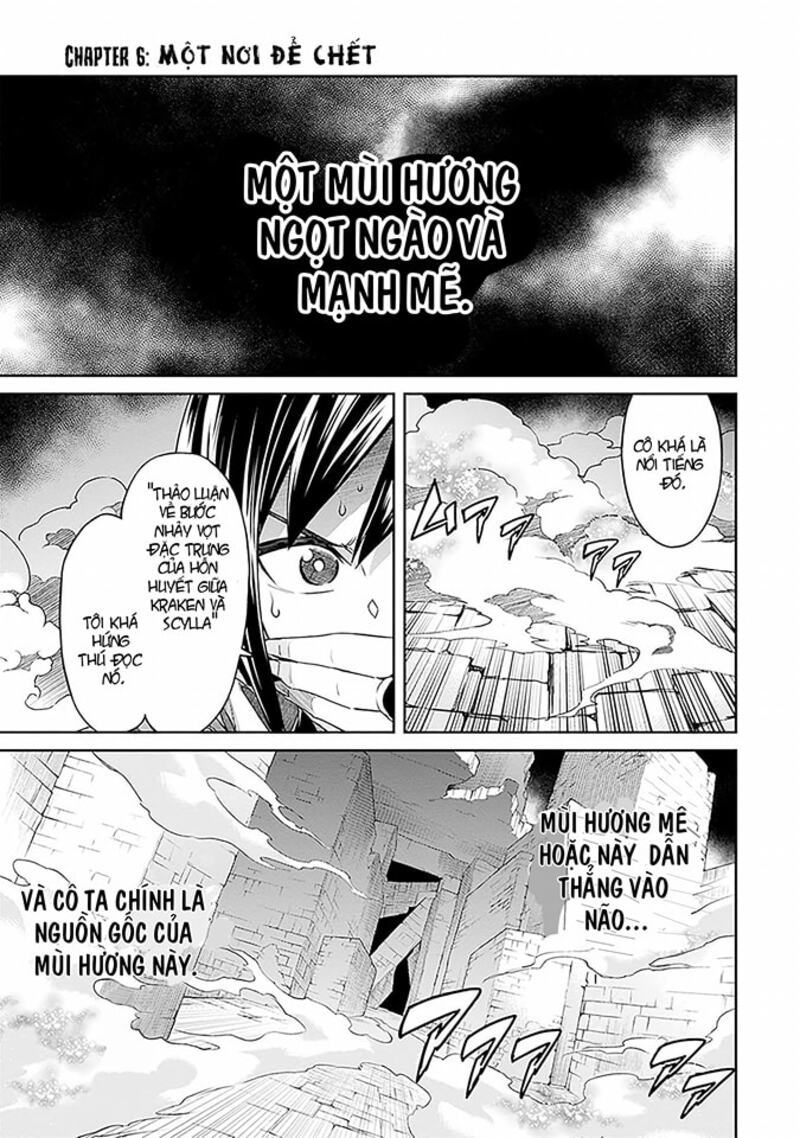 CHAPTER 6: MỘT NƠI ĐỂ CHẾT
MỘT MÙI HƯƠNG
NGỌT NGÀO VÀ
MẠNH MẼ.
CÔ KHÁ LÀ
NỔI TIẾNG
ĐÓ.
"THẢO LUẬN
VỀ BƯỚC
NHẢY VỌT
ĐẶC TRƯNG
CỦA HỖN
HUYẾT GIỮA
KRAKEN VÀ
SCYLLA"
TÔI KHÁ
HỨNG
THÚ ĐỌC
NÓ.
MÙI HƯƠNG MÊ
HOẶC NÀY DẪN
THẲNG VÀO
NÃO...
VÀ CÔ TA CHÍNH LÀ
NGUỒN GỐC CỦA
MÙI HƯƠNG NÀY.